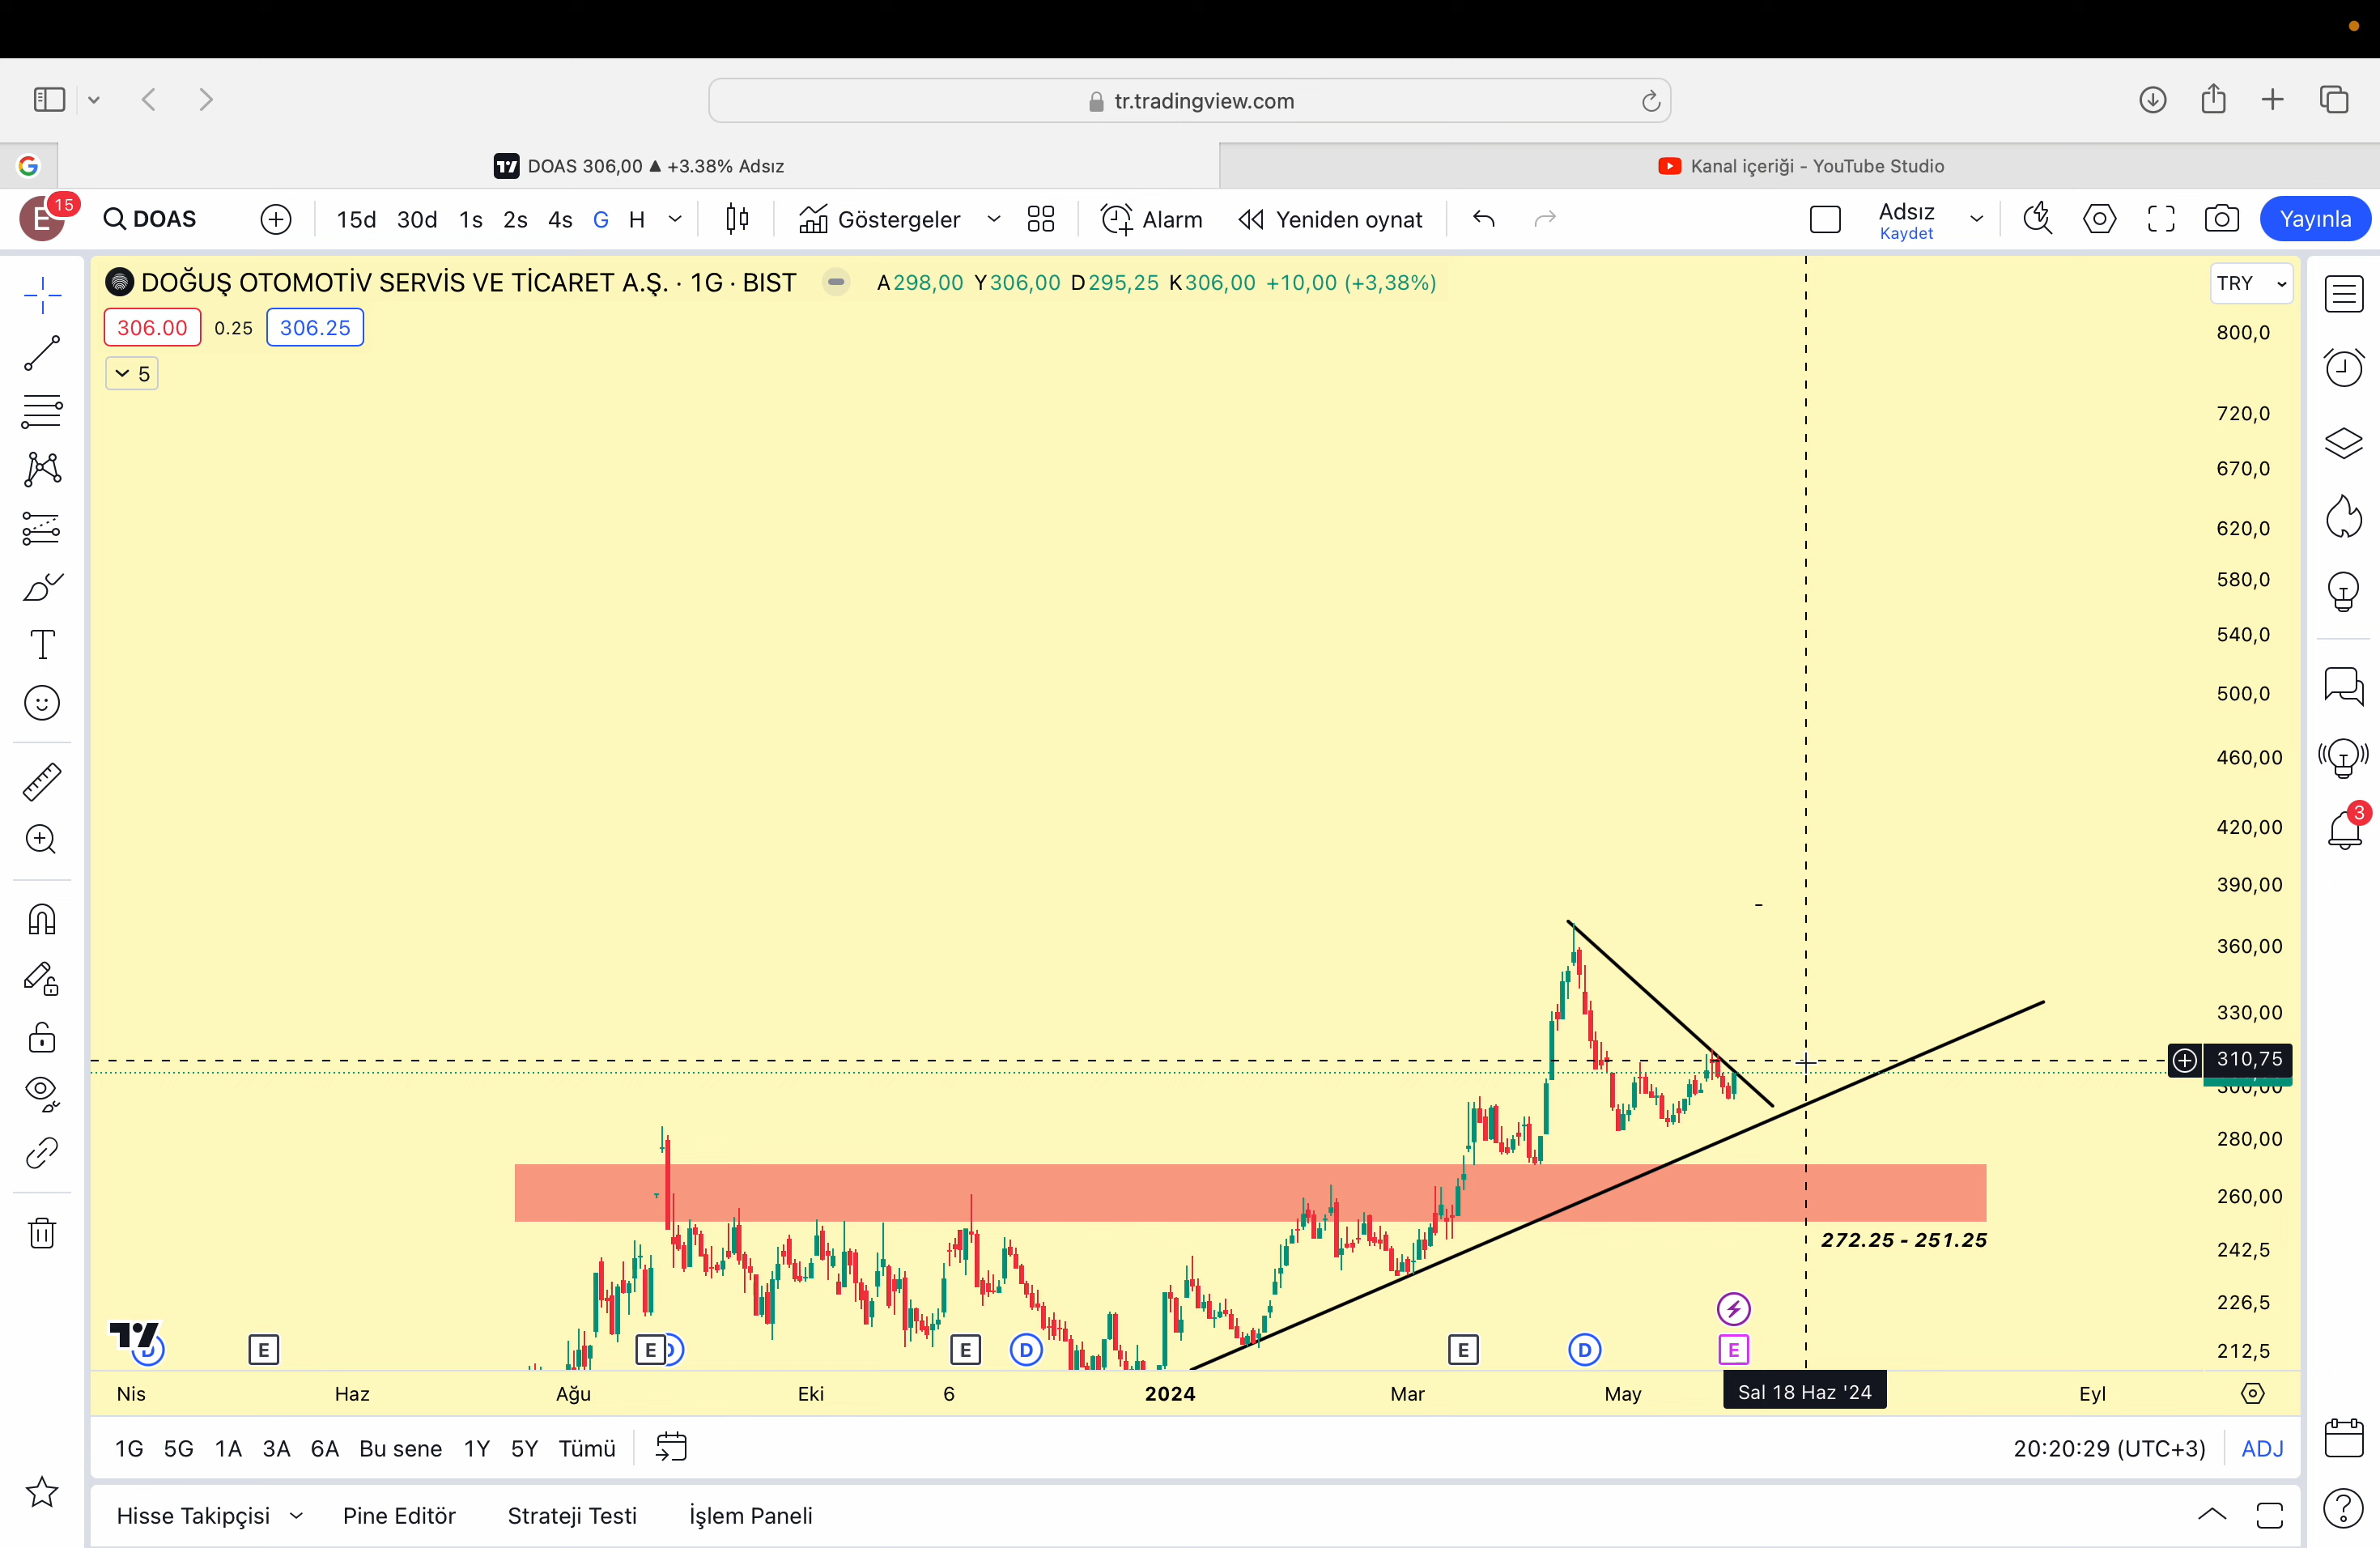 tr.tradingview.com
DOAS 306,00 ▲ +3.38% Adsız
Kanal içeriği - YouTube Studio
E
15
DOAS
15d 30d 1s 2s 4s G H
Göstergeler
Alarm
Yeniden oynat
Adsız
Kaydet
Yayınla
DOĞUŞ OTOMOTİV SERVİS VE TİCARET A.Ş. · 1G · BIST
A298,00 Y306,00 D295,25 K306,00 +10,00 (+3,38%)
TRY
306.00 0.25 306.25
5
800,0
720,0
670,0
620,0
580,0
540,0
500,0
460,00
420,00
3
390,00
360,00
330,00
310,75
300,00
280,00
260,00
272.25 - 251.25
242,5
226,5
212,5
D E E D E D E D E
Nis Haz Ağu Eki 6 2024 Mar May Sal 18 Haz '24 Eyl
1G 5G 1A 3A 6A Bu sene 1Y 5Y Tümü
20:20:29 (UTC+3) ADJ
Hisse Takipçisi Pine Editör Strateji Testi İşlem Paneli